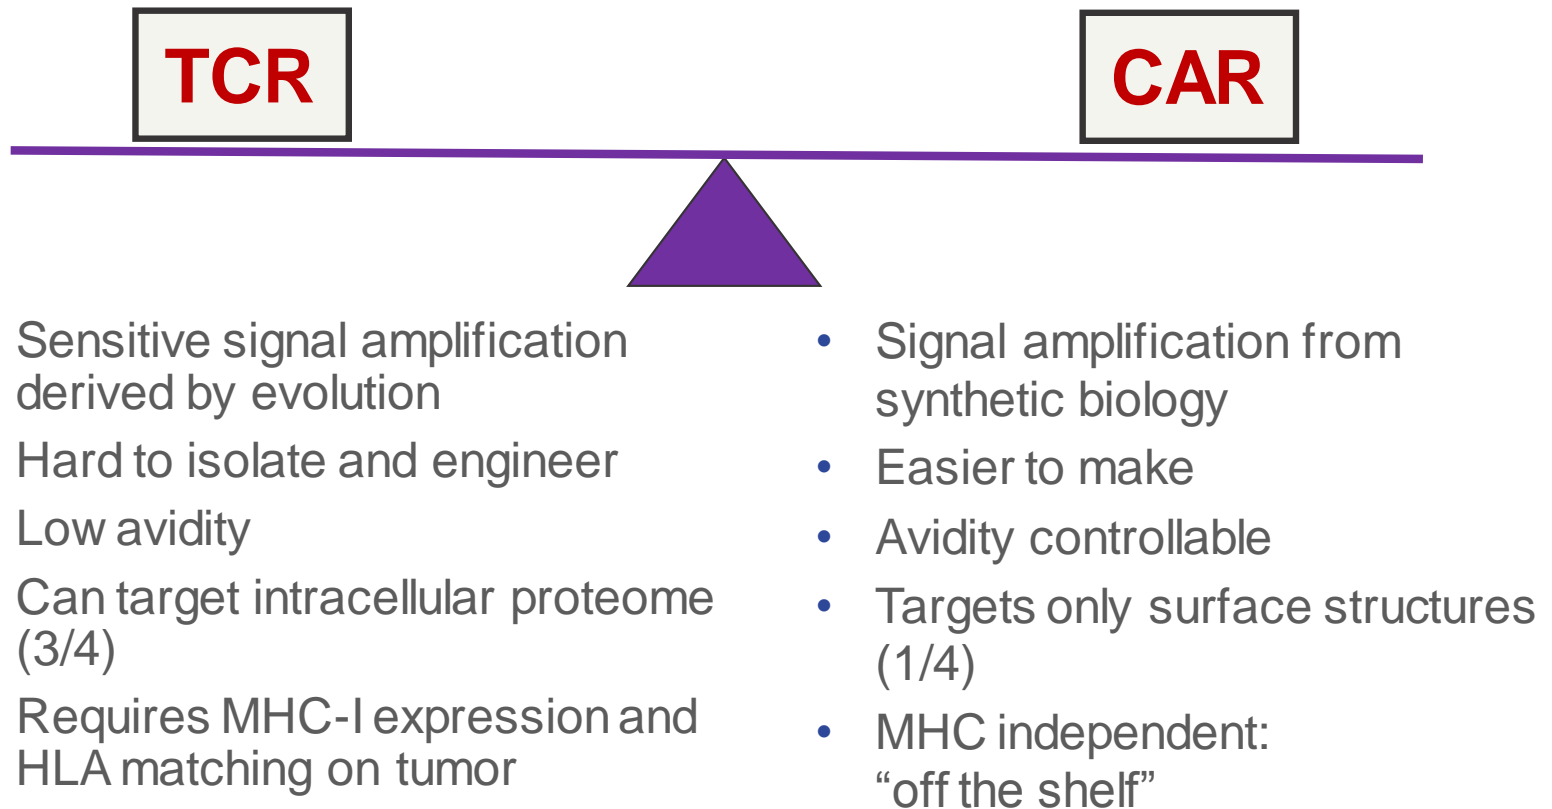 TCR
CAR
Sensitive signal amplification
derived by evolution
Hard to isolate and engineer
Low avidity
Can target intracellular proteome
(3/4)
Requires MHC-I expression and
HLA matching on tumor
• Signal amplification from
synthetic biology
• Easier to make
• Avidity controllable
• Targets only surface structures
(1/4)
• MHC independent:
“off the shelf”